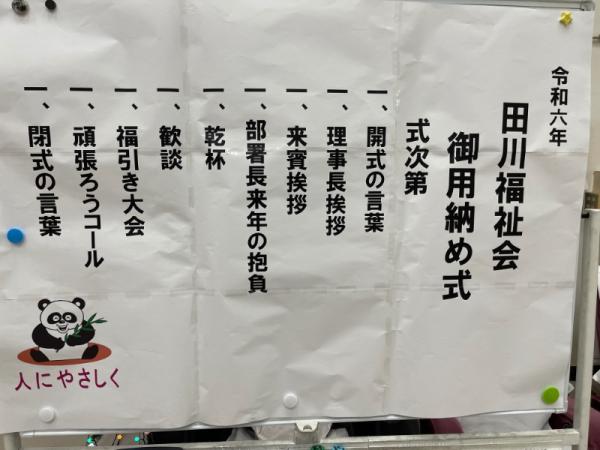 令和六年
田川福祉会
御用納め式
式次第
一、開式の言葉
一、理事長挨拶
一、来賓挨拶
一、部署長来年の抱負
一、乾杯
一、歓談
一、福引き大会
一、頑張ろうコール
一、閉式の言葉
人にやさしく